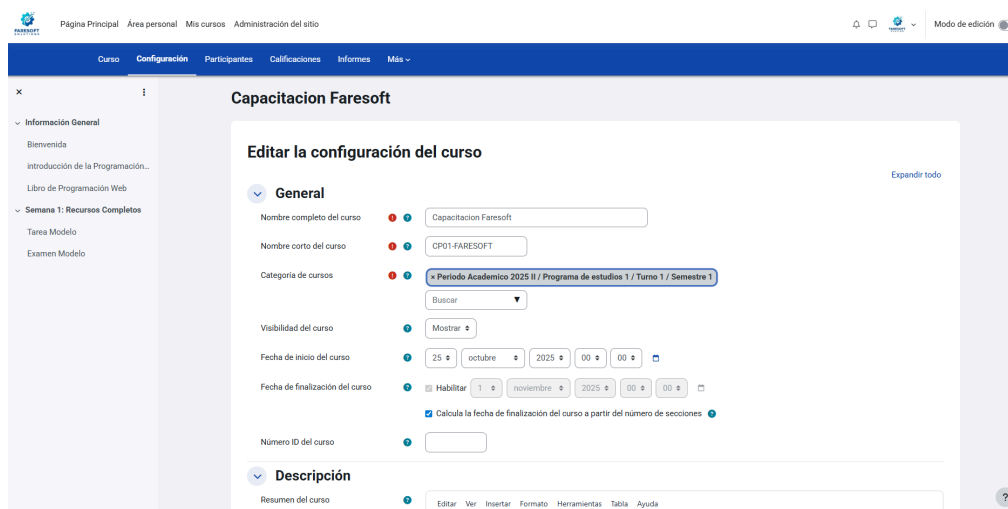 FARESOFT
SOLUTIONS
Página Principal Área personal Mis cursos Administración del sitio
Modo de edición
Curso Configuración Participantes Calificaciones Informes Más
Capacitacion Faresoft
Información General
Bienvenida
introducción de la Programación...
Libro de Programación Web
Semana 1: Recursos Completos
Tarea Modelo
Examen Modelo
Editar la configuración del curso
Expandir todo
General
Nombre completo del curso Capacitacion Faresoft
Nombre corto del curso CP01-FARESOFT
Categoría de cursos × Periodo Academico 2025 II / Programa de estudios 1 / Turno 1 / Semestre 1
Buscar
Visibilidad del curso Mostrar
Fecha de inicio del curso 25 octubre 2025 00 00
Fecha de finalización del curso Habilitar 1 noviembre 2025 00 00
Calcula la fecha de finalización del curso a partir del número de secciones
Número ID del curso
Descripción
Resumen del curso
Editar Ver Insertar Formato Herramientas Tabla Ayuda
?